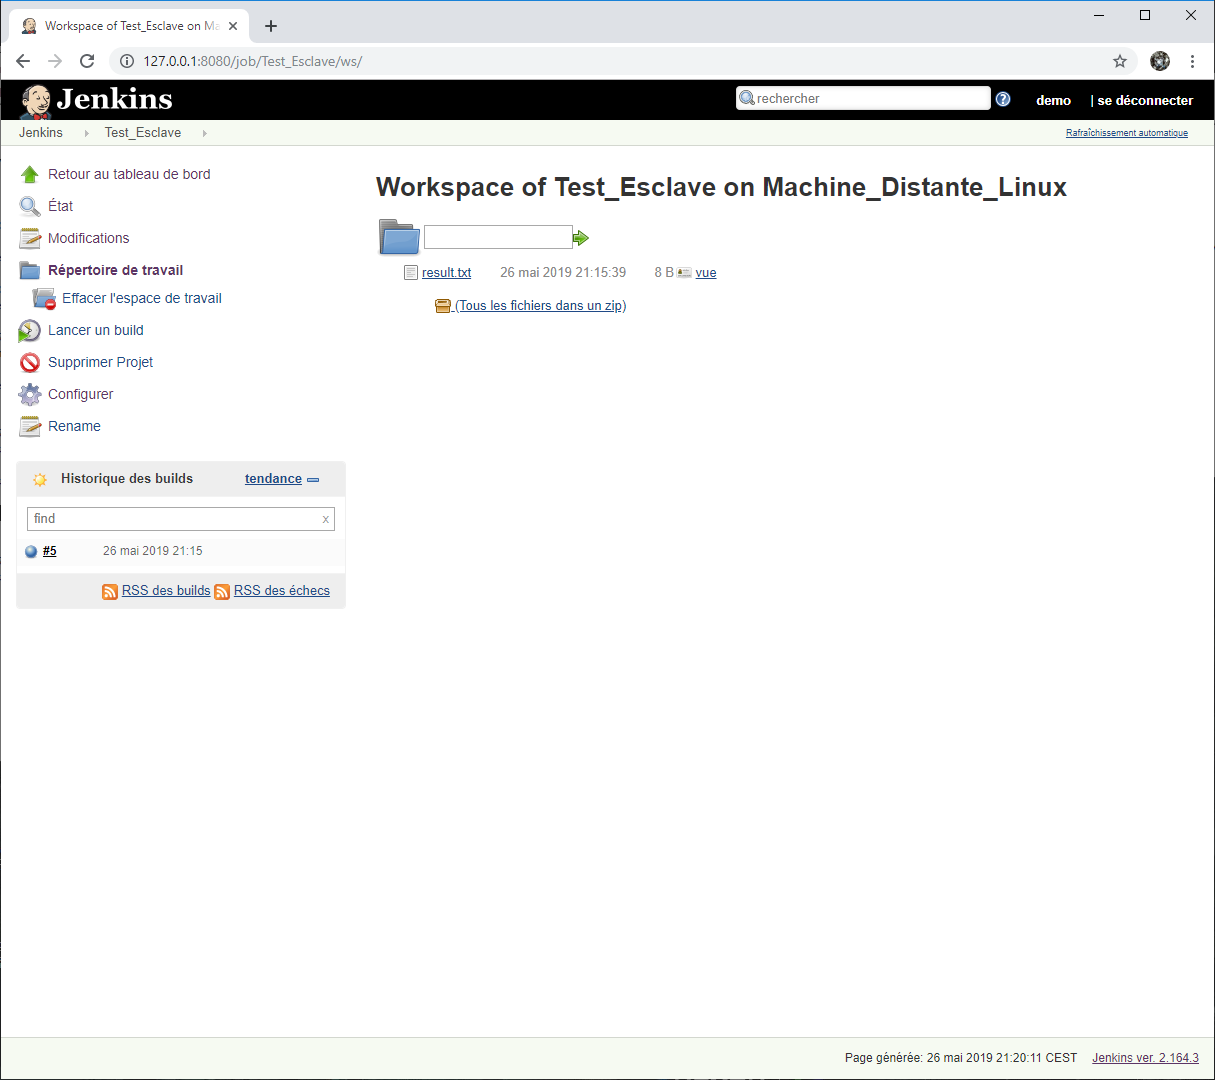 Workspace of Test_Esclave on Ma
127.0.0.1:8080/job/Test_Esclave/ws/
Jenkins
rechercher
demo
| se déconnecter
Jenkins
Test_Esclave
Rafraîchissement automatique
Retour au tableau de bord
État
Modifications
Répertoire de travail
Effacer l'espace de travail
Lancer un build
Supprimer Projet
Configurer
Rename
Historique des builds tendance
find x
#5 26 mai 2019 21:15
RSS des builds RSS des échecs
Workspace of Test_Esclave on Machine_Distante_Linux
result.txt 26 mai 2019 21:15:39 8 B vue
(Tous les fichiers dans un zip)
Page générée: 26 mai 2019 21:20:11 CEST Jenkins ver. 2.164.3